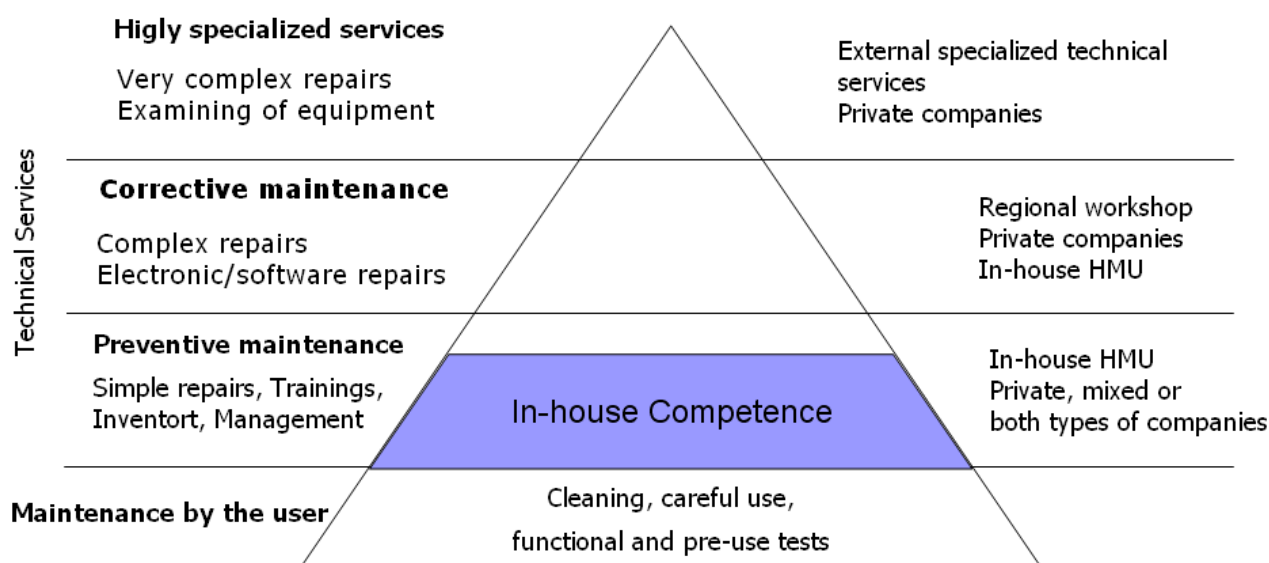 Higly specialized services
Very complex repairs
Examining of equipment
External specialized technical
services
Private companies
Technical Services
Corrective maintenance
Complex repairs
Electronic/software repairs
Regional workshop
Private companies
In-house HMU
Preventive maintenance
Simple repairs, Trainings,
Inventort, Management
In-house Competence
In-house HMU
Private, mixed or
both types of companies
Maintenance by the user
Cleaning, careful use,
functional and pre-use tests